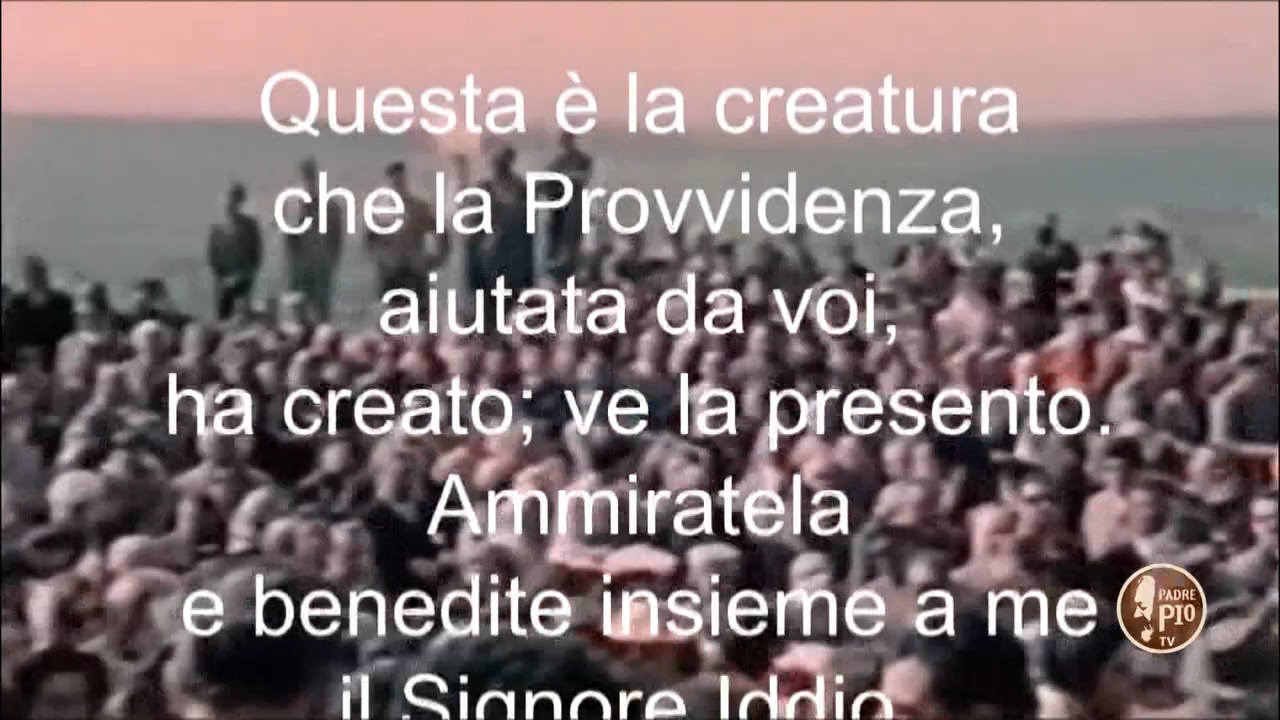 Questa è la creatura
che la Provvidenza,
aiutata da voi,
ha creato; ve la presento.
Ammiratela
e benedite insieme a me
il Signore Iddio
PADRE
PIO
TV